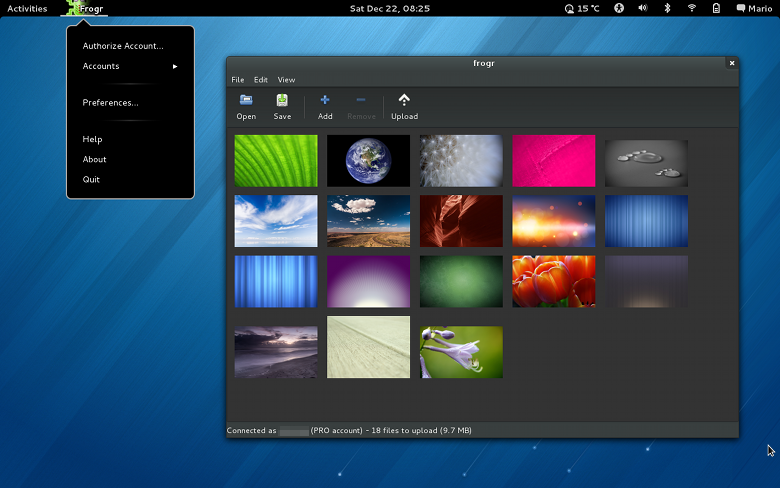 Activities Frogr Sat Dec 22, 08:25 15 °C Mario
Authorize Account...
Accounts
Preferences...
Help
About
Quit
frogr
File Edit View
Open Save Add Remove Upload
Connected as (PRO account) - 18 files to upload (9.7 MB)